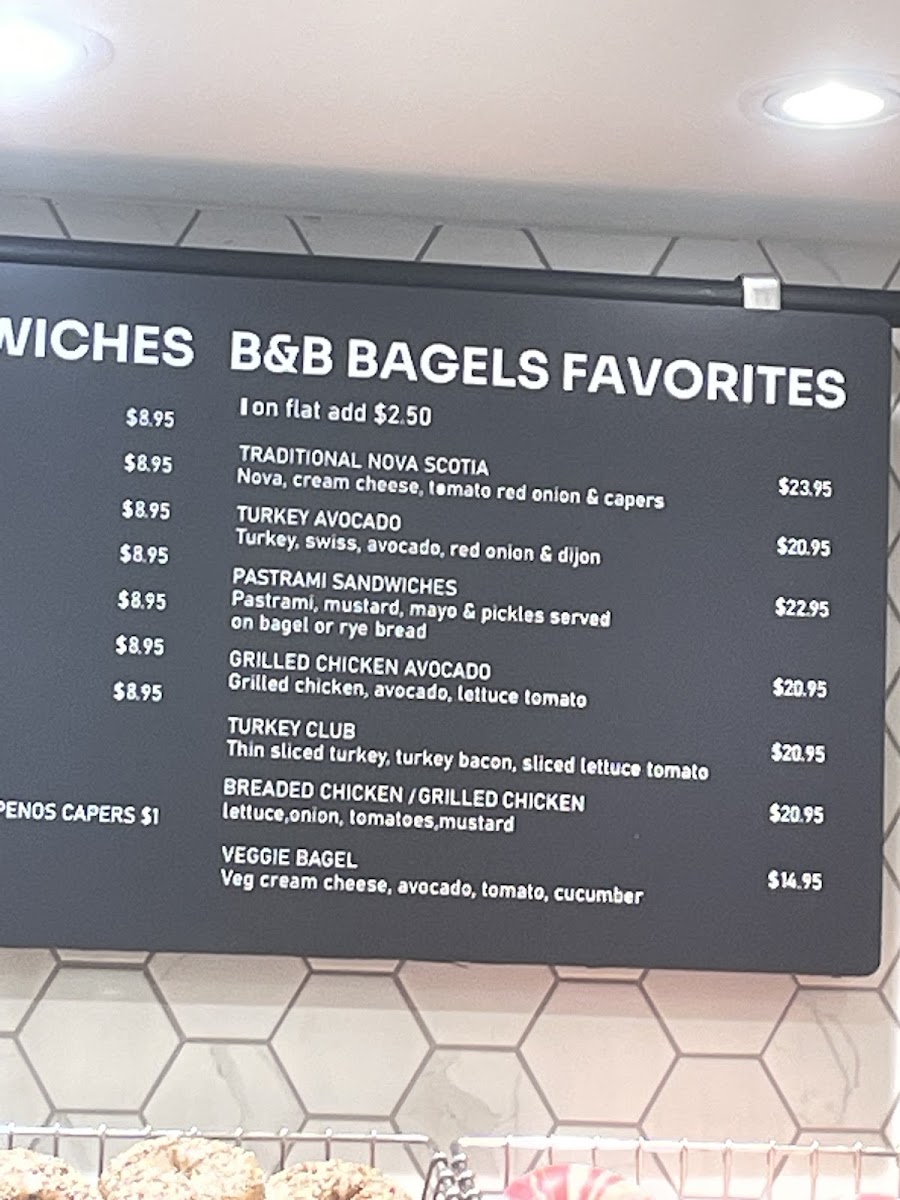 WICHES
$8.95
$8.95
$8.95
$8.95
$8.95
$8.95
$8.95
PENOS CAPERS $1
B&B BAGELS FAVORITES
on flat add $2.50
TRADITIONAL NOVA SCOTIA
Nova, cream cheese, tomato red onion & capers $23.95
TURKEY AVOCADO
Turkey, swiss, avocado, red onion & dijon $20.95
PASTRAMI SANDWICHES
Pastrami, mustard, mayo & pickles served $22.95
on bagel or rye bread
GRILLED CHICKEN AVOCADO
Grilled chicken, avocado, lettuce tomato $20.95
TURKEY CLUB
Thin sliced turkey, turkey bacon, sliced lettuce tomato $20.95
BREADED CHICKEN /GRILLED CHICKEN
lettuce,onion, tomatoes,mustard $20.95
VEGGIE BAGEL
Veg cream cheese, avocado, tomato, cucumber $14.95